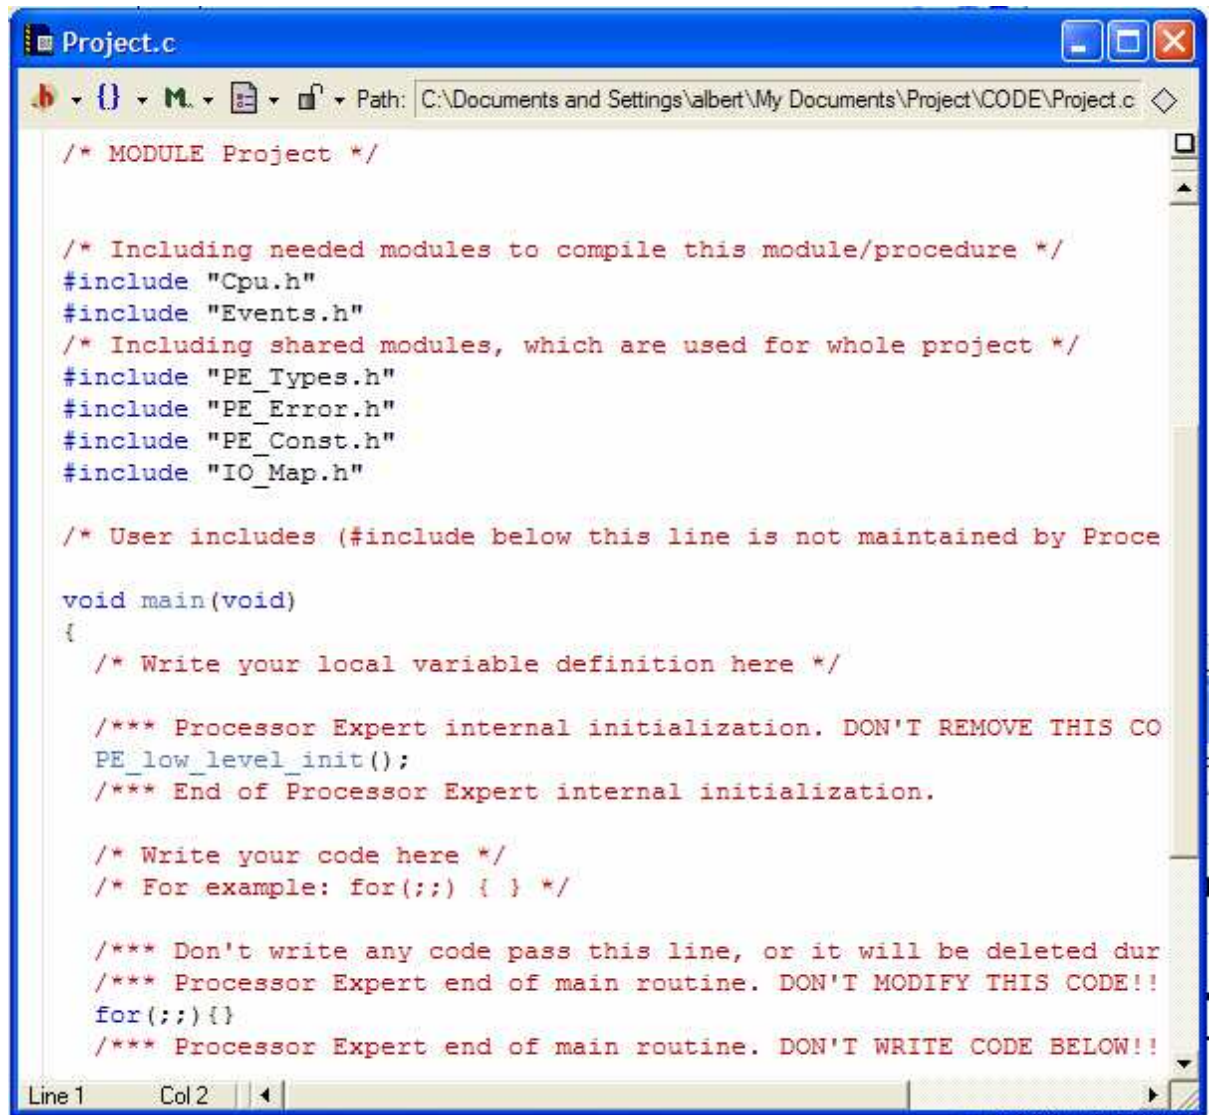 Project.c
.h {} M. Path: C:\Documents and Settings\albert\My Documents\Project\CODE\Project.c
/* MODULE Project */
/* Including needed modules to compile this module/procedure */
#include "Cpu.h"
#include "Events.h"
/* Including shared modules, which are used for whole project */
#include "PE_Types.h"
#include "PE_Error.h"
#include "PE_Const.h"
#include "IO_Map.h"
/* User includes (#include below this line is not maintained by Proce
void main(void)
{
/* Write your local variable definition here */
/*** Processor Expert internal initialization. DON'T REMOVE THIS CO
PE_low_level_init();
/*** End of Processor Expert internal initialization.
/* Write your code here */
/* For example: for(;;) { } */
/*** Don't write any code pass this line, or it will be deleted dur
/*** Processor Expert end of main routine. DON'T MODIFY THIS CODE!!
for(;;){}
/*** Processor Expert end of main routine. DON'T WRITE CODE BELOW!!
Line 1 Col 2